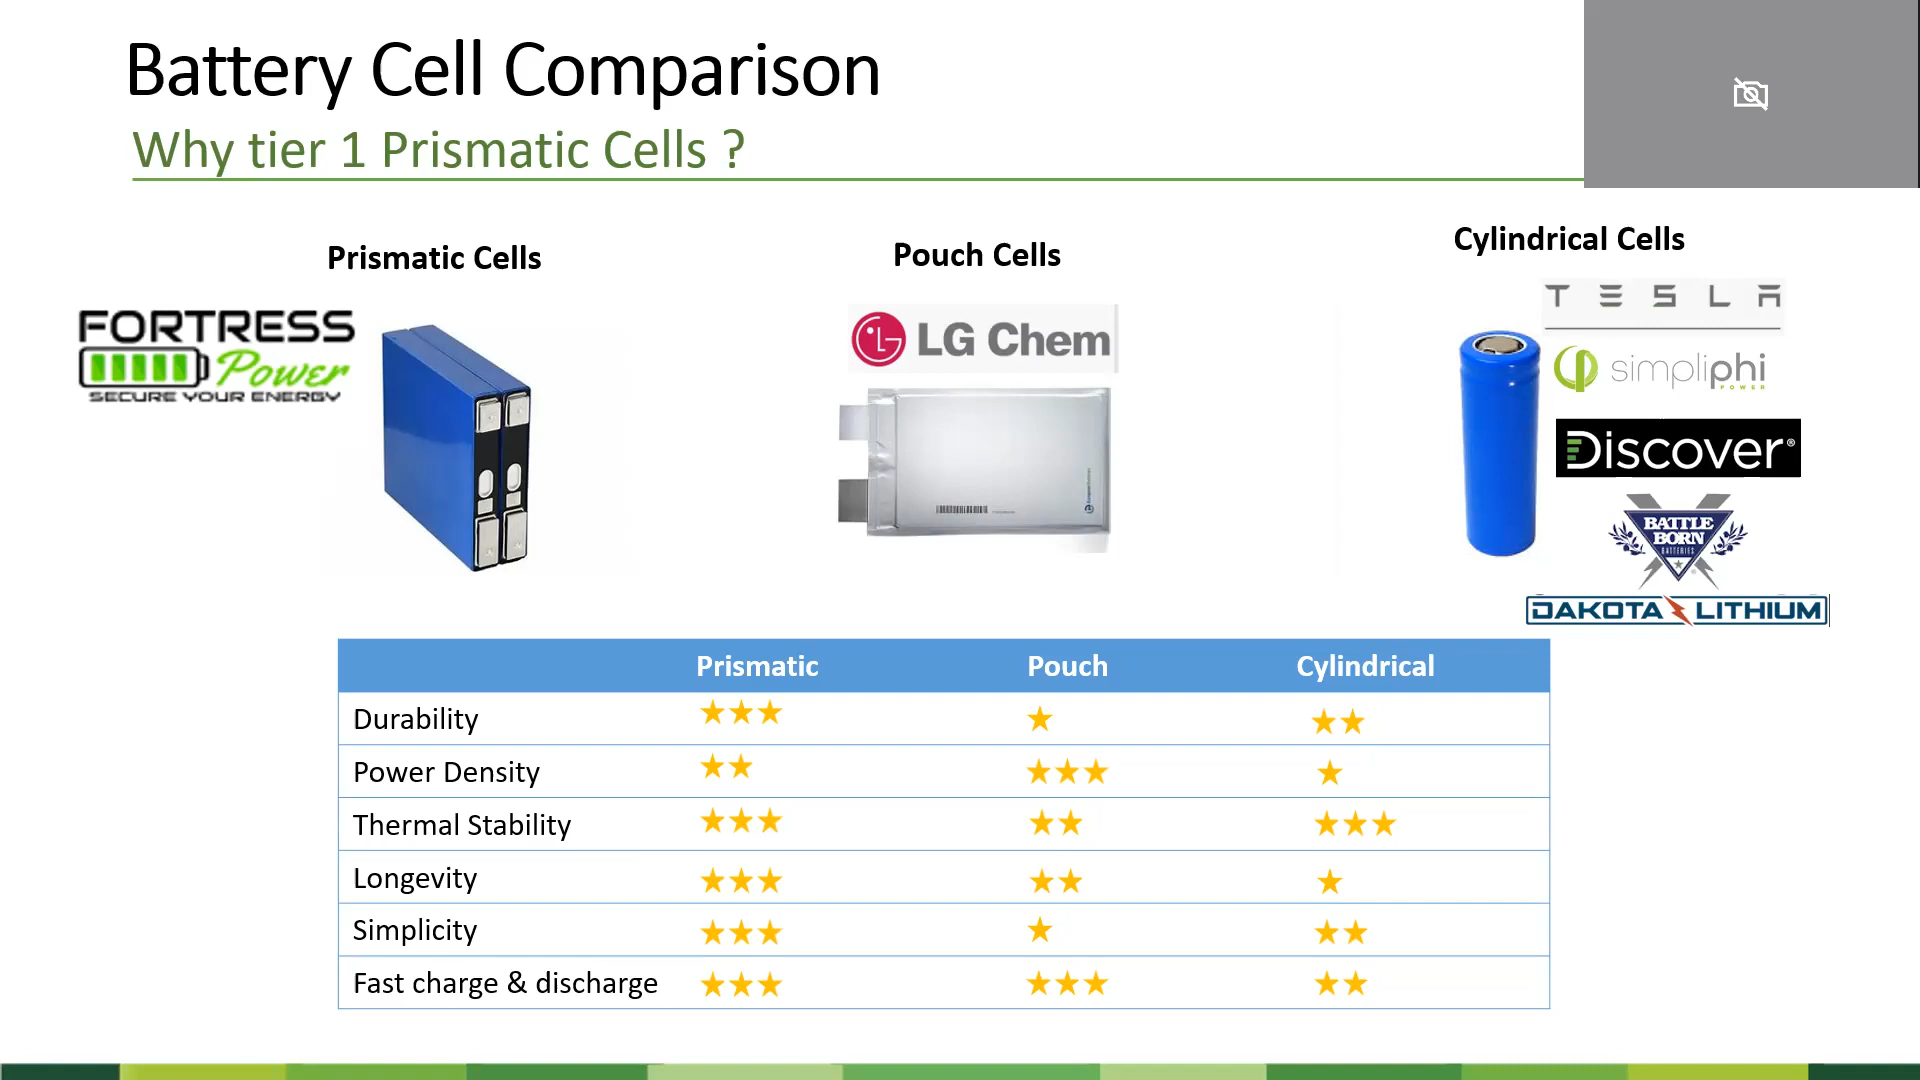 Battery Cell Comparison
Why tier 1 Prismatic Cells ?
Prismatic Cells
Pouch Cells
Cylindrical Cells
FORTRESS
Power
SECURE YOUR ENERGY
LG Chem
TESLA
simpliphi
POWER
Discover®
BATTLE
BORN
BATTERIES
DAKOTA LITHIUM
Prismatic Pouch Cylindrical
Durability ★★★ ★ ★★
Power Density ★★ ★★★ ★
Thermal Stability ★★★ ★★ ★★★
Longevity ★★★ ★★ ★
Simplicity ★★★ ★ ★★
Fast charge & discharge ★★★ ★★★ ★★